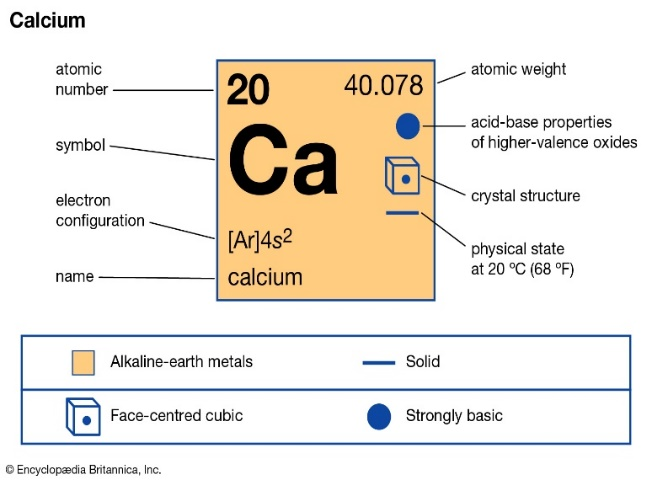 Calcium
atomic
number
symbol
electron
configuration
name
20
40.078
Ca
[Ar]4s²
calcium
atomic weight
acid-base properties
of higher-valence oxides
crystal structure
physical state
at 20 ºC (68 ºF)
Alkaline-earth metals
Solid
Face-centred cubic
Strongly basic
© Encyclopædia Britannica, Inc.